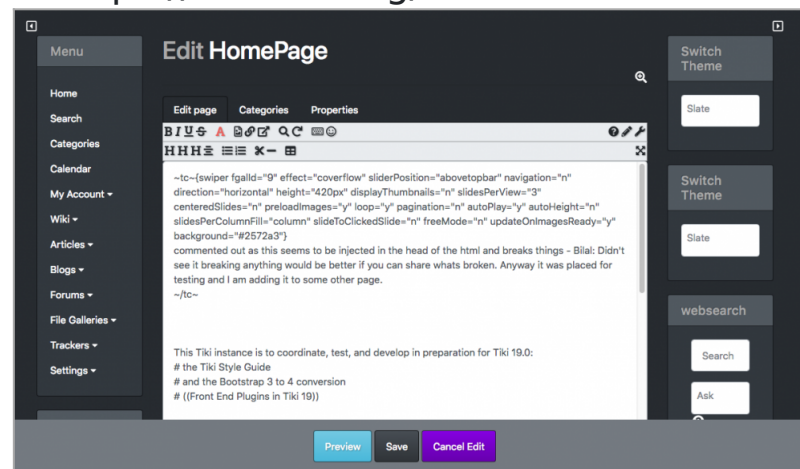 Menu
Home
Search
Categories
Calendar
My Account
Wiki
Articles
Blogs
Forums
File Galleries
Trackers
Settings
Edit HomePage
Edit page Categories Properties
B I U S A
H H H
~tc~{swiper fgalId="9" effect="coverflow" sliderPosition="abovetopbar" navigation="n"
direction="horizontal" height="420px" displayThumbnails="n" slidesPerView="3"
centeredSlides="n" preloadImages="y" loop="y" pagination="n" autoPlay="y" autoHeight="n"
slidesPerColumnFill="column" slideToClickedSlide="n" freeMode="n" updateOnImagesReady="y"
background="#2572a3"}
commented out as this seems to be injected in the head of the html and breaks things - Bilal: Didn't
see it breaking anything would be better if you can share whats broken. Anyway it was placed for
testing and I am adding it to some other page.
~/tc~
This Tiki instance is to coordinate, test, and develop in preparation for Tiki 19.0:
# the Tiki Style Guide
# and the Bootstrap 3 to 4 conversion
# ((Front End Plugins in Tiki 19))
Switch
Theme
Slate
Switch
Theme
Slate
websearch
Search
Ask
Preview Save Cancel Edit